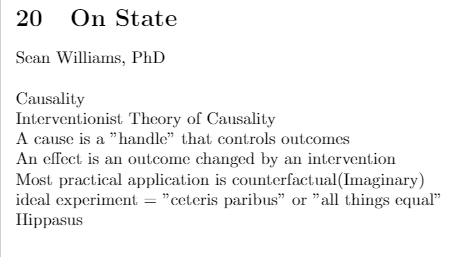 20 On State
Sean Williams, PhD
Causality
Interventionist Theory of Causality
A cause is a ”handle” that controls outcomes
An effect is an outcome changed by an intervention
Most practical application is counterfactual(Imaginary)
ideal experiment = ”ceteris paribus” or ”all things equal”
Hippasus